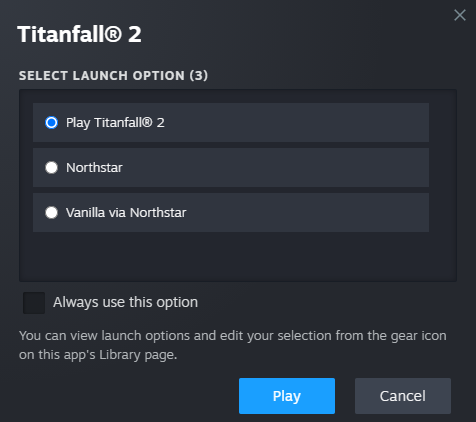 Titanfall® 2
SELECT LAUNCH OPTION (3)
Play Titanfall® 2
Northstar
Vanilla via Northstar
Always use this option
You can view launch options and edit your selection from the gear icon
on this app's Library page.
Play
Cancel